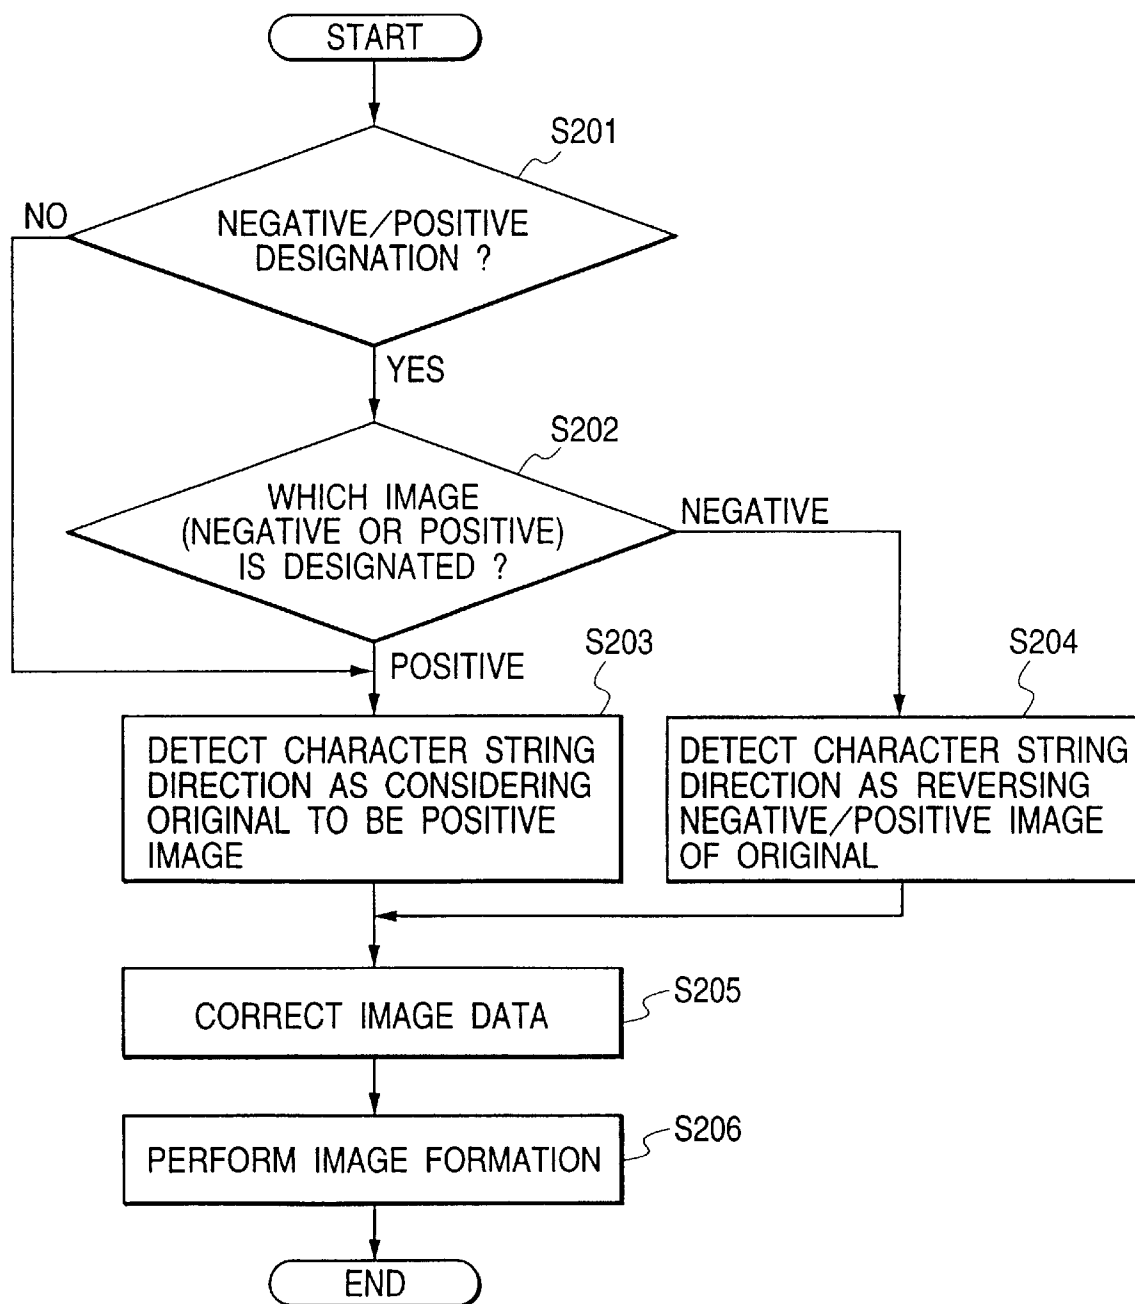 START
S201
NO
NEGATIVE/POSITIVE
DESIGNATION ?
YES
S202
WHICH IMAGE
(NEGATIVE OR POSITIVE)
IS DESIGNATED ?
NEGATIVE
POSITIVE
S203
S204
DETECT CHARACTER STRING
DIRECTION AS CONSIDERING
ORIGINAL TO BE POSITIVE
IMAGE
DETECT CHARACTER STRING
DIRECTION AS REVERSING
NEGATIVE/POSITIVE IMAGE
OF ORIGINAL
CORRECT IMAGE DATA
S205
PERFORM IMAGE FORMATION
S206
END